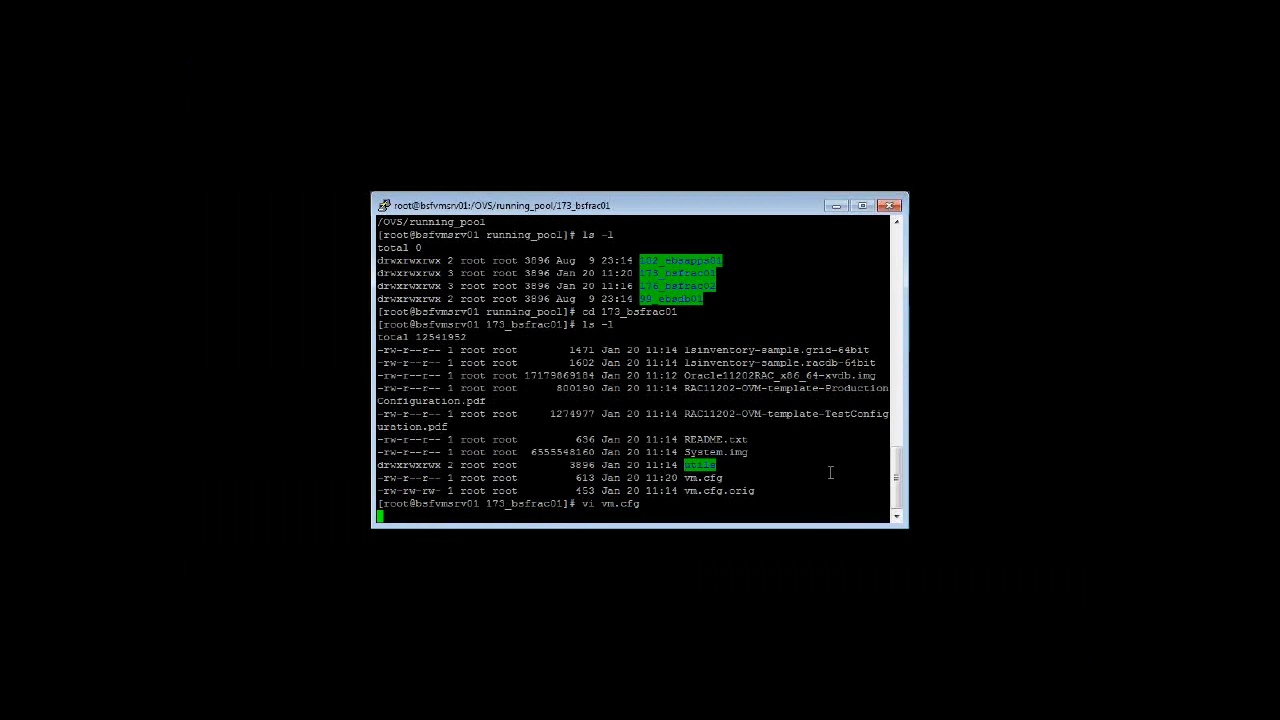 root@bsfvmsrv01:/OVS/running_pool/173_bsfrac01
/OVS/running_pool
[root@bsfvmsrv01 running_pool]# ls -l
total 0
drwxrwxrwx 2 root root 3896 Aug  9 23:14 102_ebsapps01
drwxrwxrwx 3 root root 3896 Jan 20 11:20 173_bsfrac01
drwxrwxrwx 3 root root 3896 Jan 20 11:16 176_bsfrac02
drwxrwxrwx 2 root root 3896 Aug  9 23:14 99_ebsdb01
[root@bsfvmsrv01 running_pool]# cd 173_bsfrac01
[root@bsfvmsrv01 173_bsfrac01]# ls -l
total 12541952
-rw-r--r-- 1 root root        1471 Jan 20 11:14 lsinventory-sample.grid-64bit
-rw-r--r-- 1 root root        1602 Jan 20 11:14 lsinventory-sample.racdb-64bit
-rw-r--r-- 1 root root 17179869184 Jan 20 11:12 Oracle11202RAC_x86_64-xvdb.img
-rw-r--r-- 1 root root      800190 Jan 20 11:14 RAC11202-OVM-template-Production
Configuration.pdf
-rw-r--r-- 1 root root     1274977 Jan 20 11:14 RAC11202-OVM-template-TestConfig
uration.pdf
-rw-r--r-- 1 root root         636 Jan 20 11:14 README.txt
-rw-r--r-- 1 root root  6555548160 Jan 20 11:14 System.img
drwxrwxrwx 2 root root        3896 Jan 20 11:14 utils
-rw-r--r-- 1 root root         613 Jan 20 11:20 vm.cfg
-rw-rw-rw- 1 root root         453 Jan 20 11:14 vm.cfg.orig
[root@bsfvmsrv01 173_bsfrac01]# vi vm.cfg